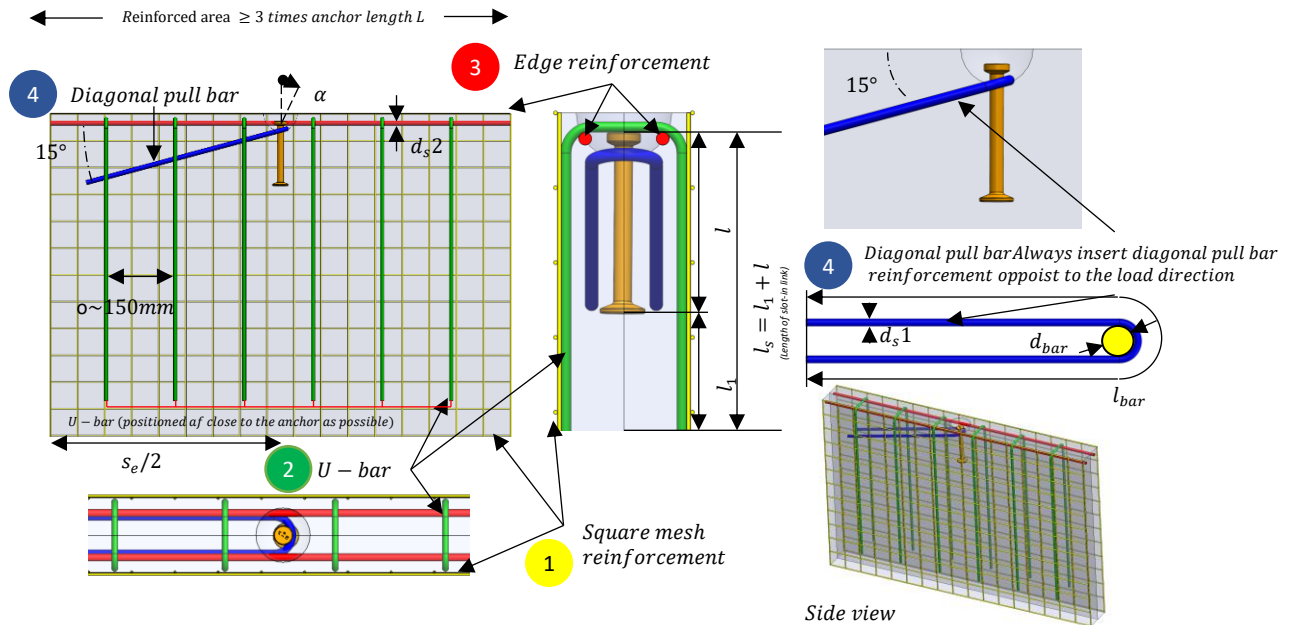 Reinforced area ≥ 3 times anchor length L
4
Diagonal pull bar
α
15°
d_s2
o~150mm
U − bar (positioned af close to the anchor as possible)
s_e/2
2
U − bar
3
Edge reinforcement
l
l_1
l_s = l_1 + l
(Length of slot-in link)
1
Square mesh
reinforcement
15°
4
Diagonal pull barAlways insert diagonal pull bar
reinforcement oppoist to the load direction
d_s1
d_bar
l_bar
Side view